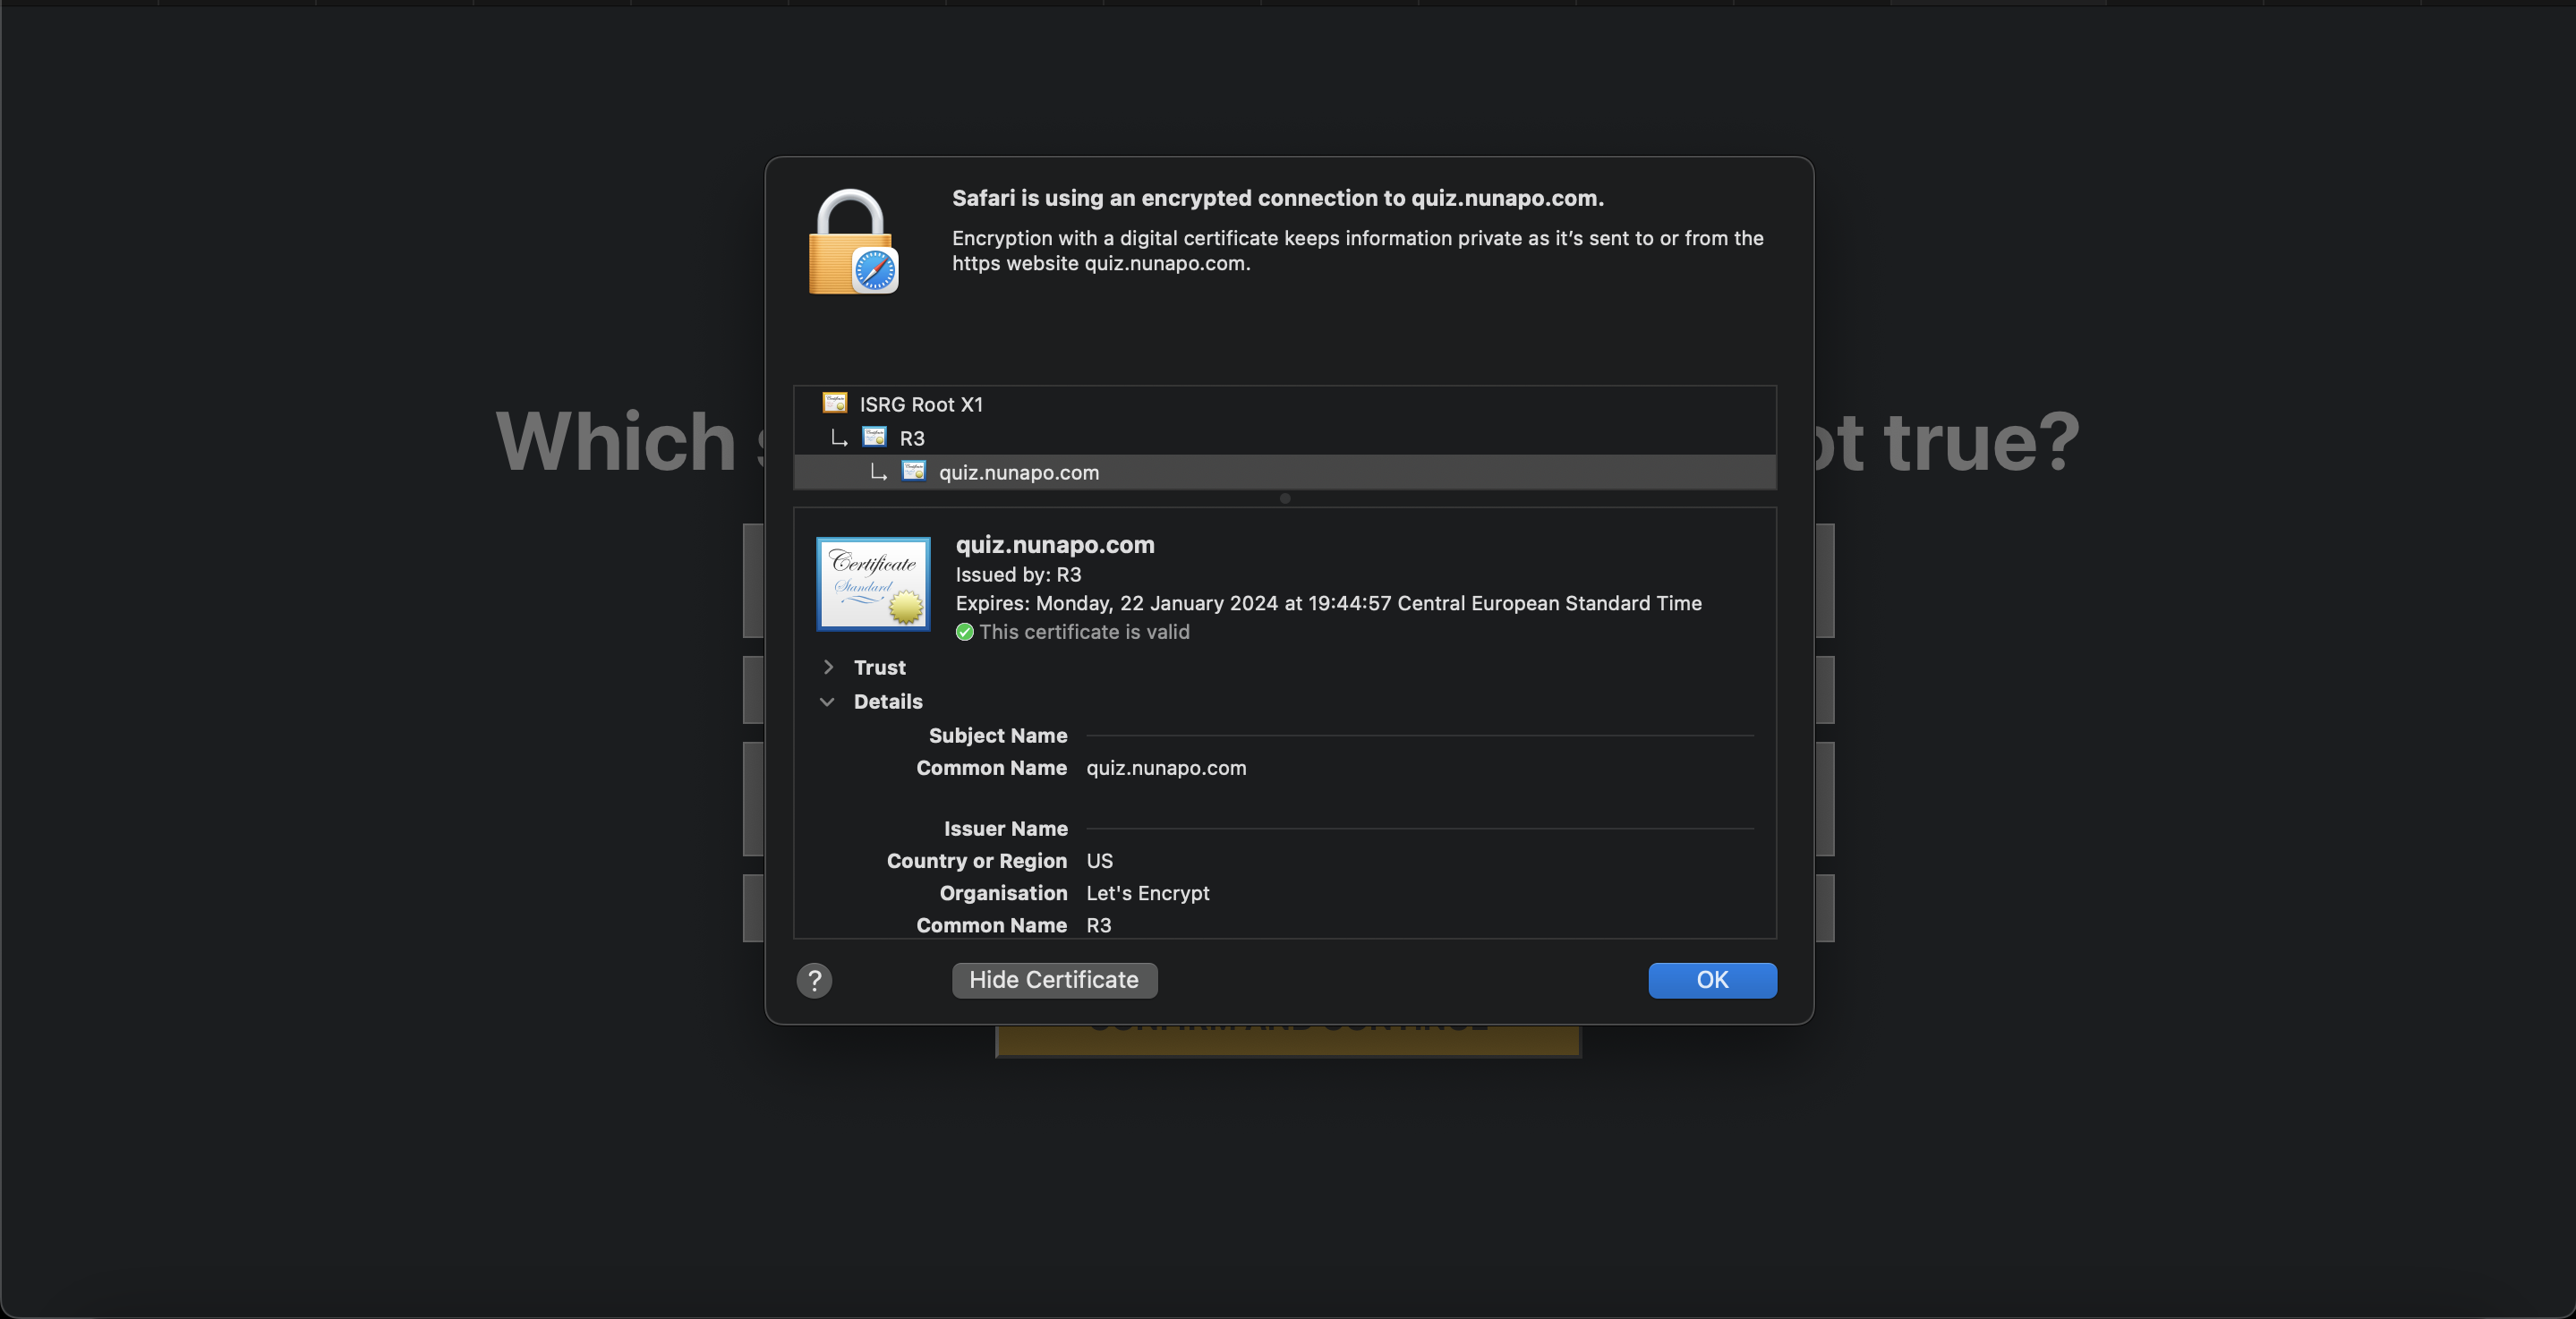 Safari is using an encrypted connection to quiz.nunapo.com.
Encryption with a digital certificate keeps information private as it’s sent to or from the
https website quiz.nunapo.com.
ISRG Root X1
R3
quiz.nunapo.com
Which
ot true?
Certificate
Standard
quiz.nunapo.com
Issued by: R3
Expires: Monday, 22 January 2024 at 19:44:57 Central European Standard Time
This certificate is valid
Trust
Details
Subject Name
Common Name quiz.nunapo.com
Issuer Name
Country or Region US
Organisation Let's Encrypt
Common Name R3
? Hide Certificate OK
CONFIRM AND CONTINUE